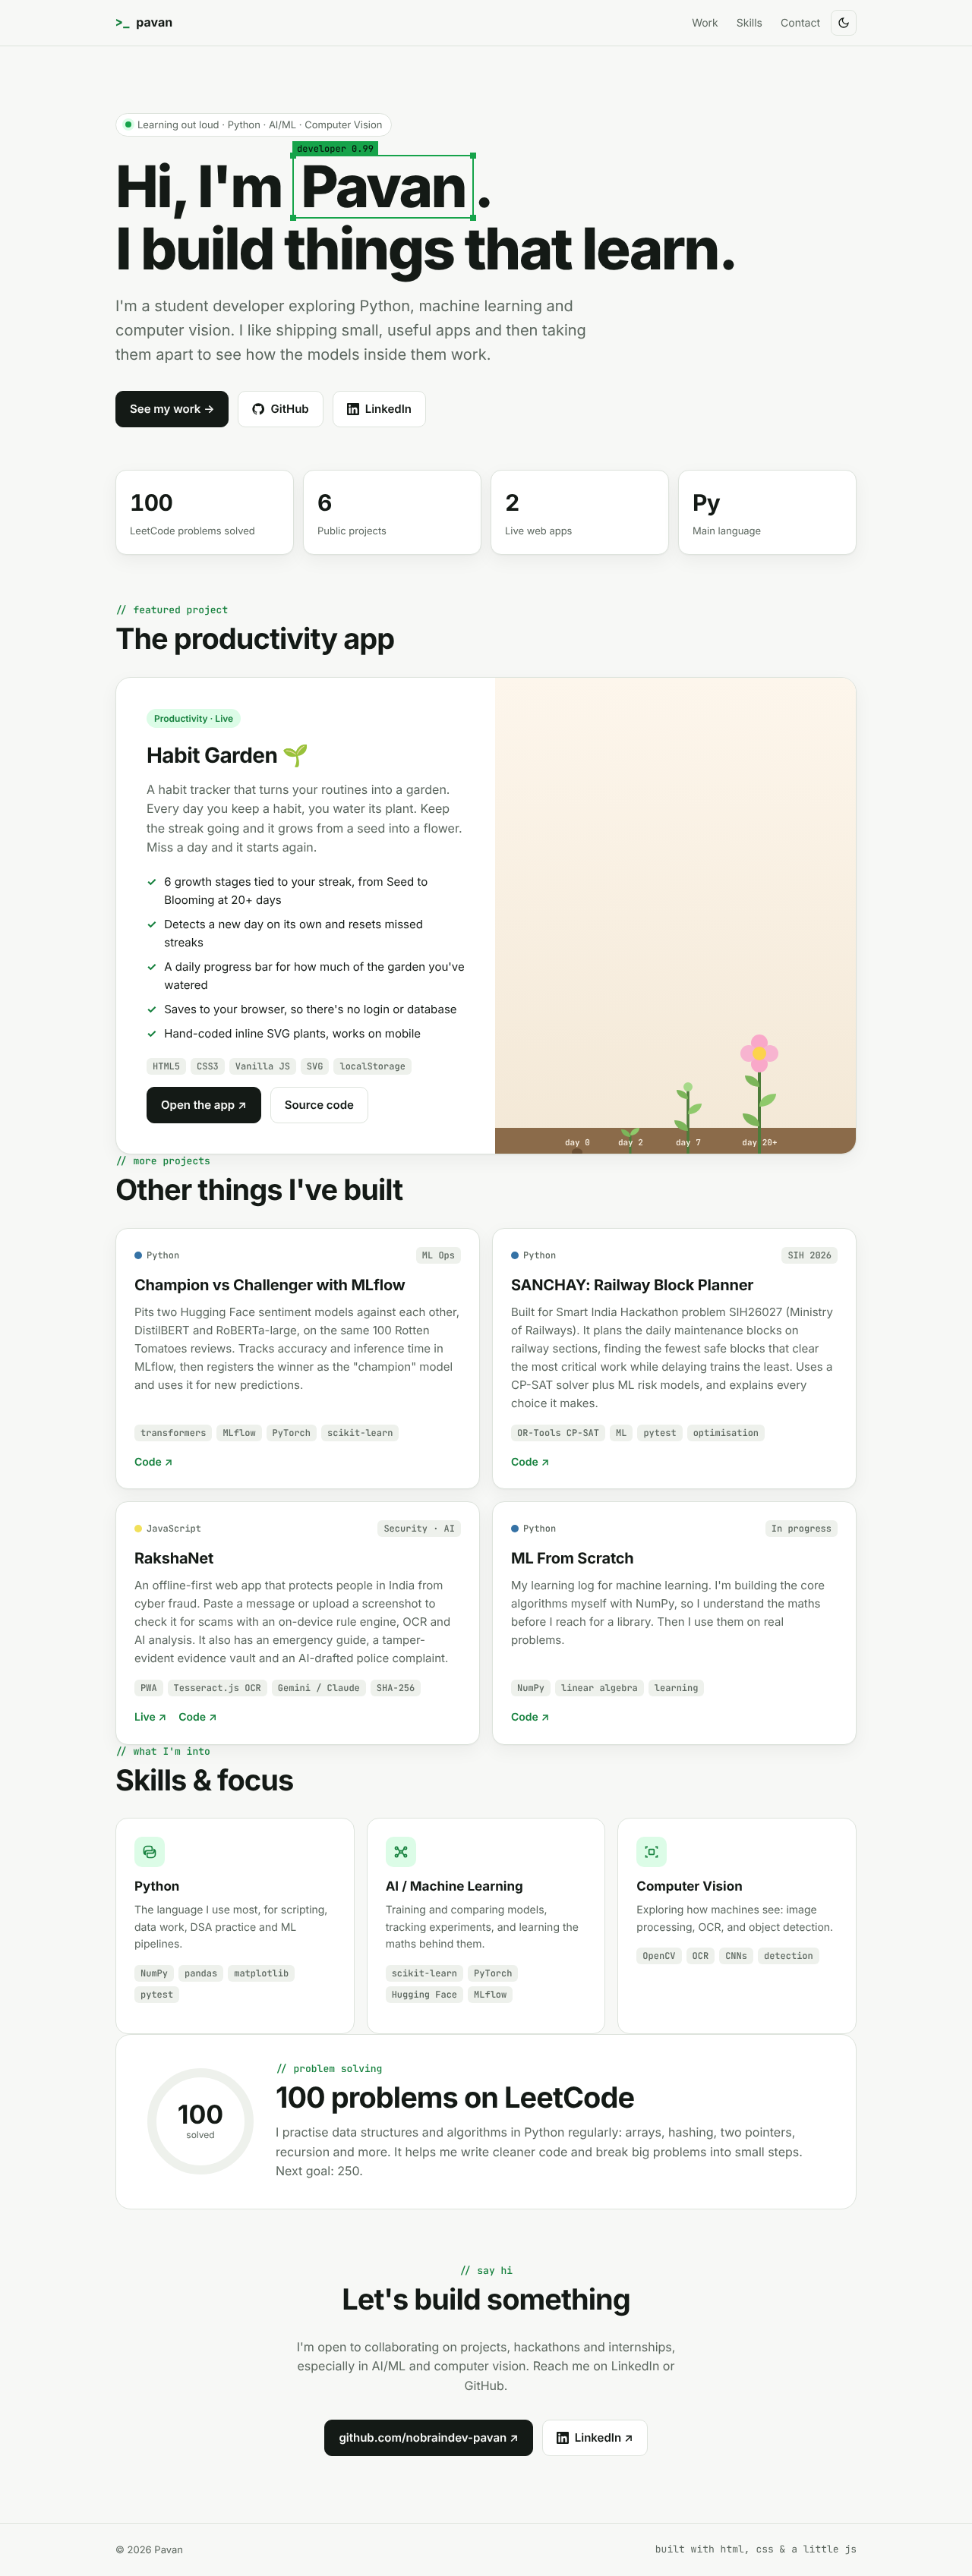 >_ pavan
Work Skills Contact
Learning out loud · Python · AI/ML · Computer Vision
developer 0.99
Hi, I'm Pavan.
I build things that learn.
I'm a student developer exploring Python, machine learning and
computer vision. I like shipping small, useful apps and then taking
them apart to see how the models inside them work.
See my work →
GitHub
LinkedIn
100
LeetCode problems solved
6
Public projects
2
Live web apps
Py
Main language
// featured project
The productivity app
Productivity · Live
Habit Garden 🌱
A habit tracker that turns your routines into a garden.
Every day you keep a habit, you water its plant. Keep
the streak going and it grows from a seed into a flower.
Miss a day and it starts again.
✓ 6 growth stages tied to your streak, from Seed to
Blooming at 20+ days
✓ Detects a new day on its own and resets missed
streaks
✓ A daily progress bar for how much of the garden you've
watered
✓ Saves to your browser, so there's no login or database
✓ Hand-coded inline SVG plants, works on mobile
HTML5 CSS3 Vanilla JS SVG localStorage
Open the app ↗
Source code
day 0 day 2 day 7 day 20+
// more projects
Other things I've built
Python
ML Ops
Champion vs Challenger with MLflow
Pits two Hugging Face sentiment models against each other,
DistilBERT and RoBERTa-large, on the same 100 Rotten
Tomatoes reviews. Tracks accuracy and inference time in
MLflow, then registers the winner as the "champion" model
and uses it for new predictions.
transformers MLflow PyTorch scikit-learn
Code ↗
Python
SIH 2026
SANCHAY: Railway Block Planner
Built for Smart India Hackathon problem SIH26027 (Ministry
of Railways). It plans the daily maintenance blocks on
railway sections, finding the fewest safe blocks that clear
the most critical work while delaying trains the least. Uses a
CP-SAT solver plus ML risk models, and explains every
choice it makes.
OR-Tools CP-SAT ML pytest optimisation
Code ↗
JavaScript
Security · AI
RakshaNet
An offline-first web app that protects people in India from
cyber fraud. Paste a message or upload a screenshot to
check it for scams with an on-device rule engine, OCR and
AI analysis. It also has an emergency guide, a tamper-
evident evidence vault and an AI-drafted police complaint.
PWA Tesseract.js OCR Gemini / Claude SHA-256
Live ↗ Code ↗
Python
In progress
ML From Scratch
My learning log for machine learning. I'm building the core
algorithms myself with NumPy, so I understand the maths
before I reach for a library. Then I use them on real
problems.
NumPy linear algebra learning
Code ↗
// what I'm into
Skills & focus
Python
The language I use most, for scripting,
data work, DSA practice and ML
pipelines.
NumPy pandas matplotlib
pytest
AI / Machine Learning
Training and comparing models,
tracking experiments, and learning the
maths behind them.
scikit-learn PyTorch
Hugging Face MLflow
Computer Vision
Exploring how machines see: image
processing, OCR, and object detection.
OpenCV OCR CNNs detection
100
solved
// problem solving
100 problems on LeetCode
I practise data structures and algorithms in Python regularly: arrays, hashing, two pointers,
recursion and more. It helps me write cleaner code and break big problems into small steps.
Next goal: 250.
// say hi
Let's build something
I'm open to collaborating on projects, hackathons and internships,
especially in AI/ML and computer vision. Reach me on LinkedIn or
GitHub.
github.com/nobraindev-pavan ↗
LinkedIn ↗
© 2026 Pavan
built with html, css & a little js